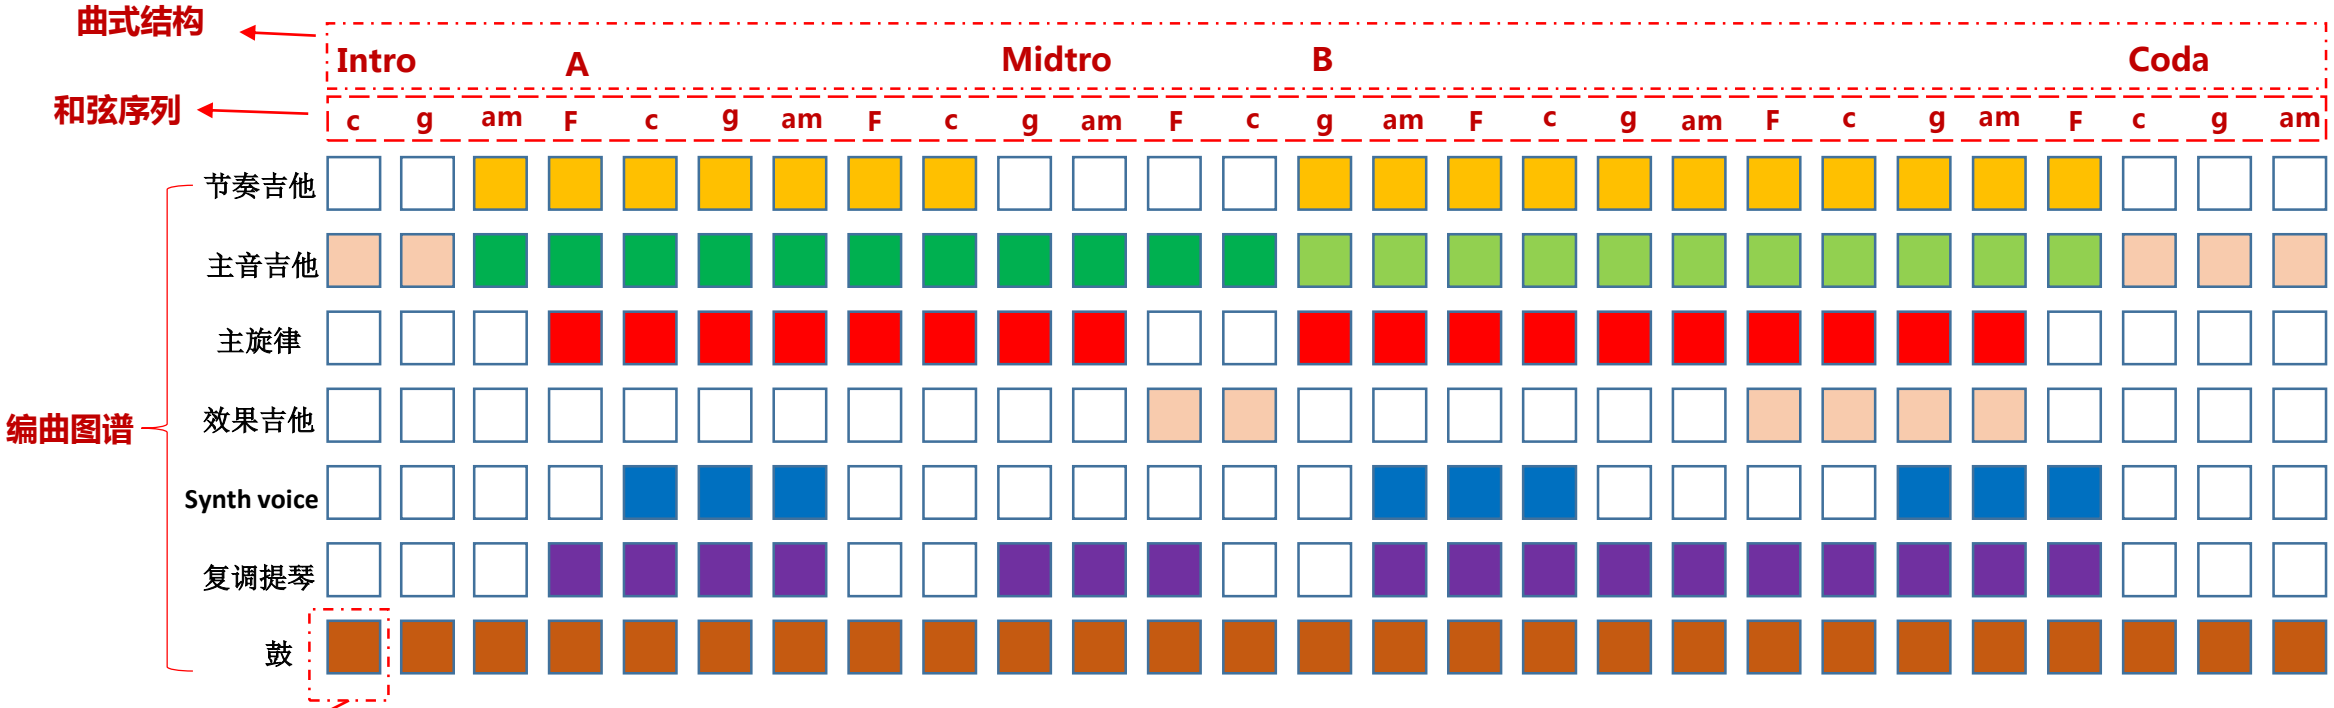 曲式结构
Intro A Midtro B Coda
和弦序列
c g am F c g am F c g am F c g am F c g am F c g am F c g am
节奏吉他
主音吉他
主旋律
效果吉他
编曲图谱
Synth voice
复调提琴
鼓